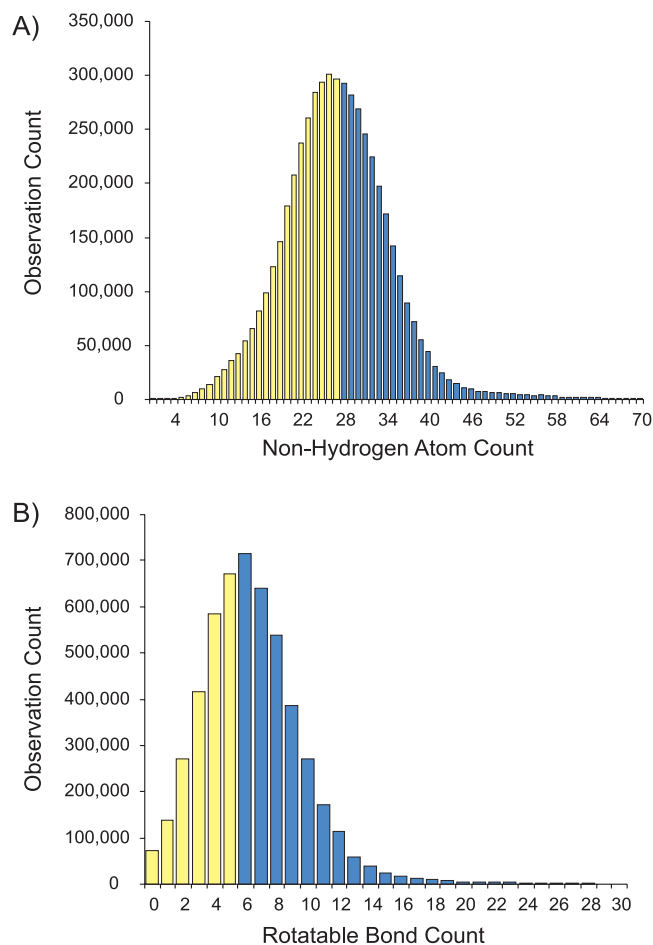 A)
350,000
300,000
250,000
200,000
150,000
100,000
50,000
0
Observation Count
4 10 16 22 28 34 40 46 52 58 64 70
Non-Hydrogen Atom Count
B)
800,000
700,000
600,000
500,000
400,000
300,000
200,000
100,000
0
Observation Count
0 2 4 6 8 10 12 14 16 18 20 22 24 26 28 30
Rotatable Bond Count